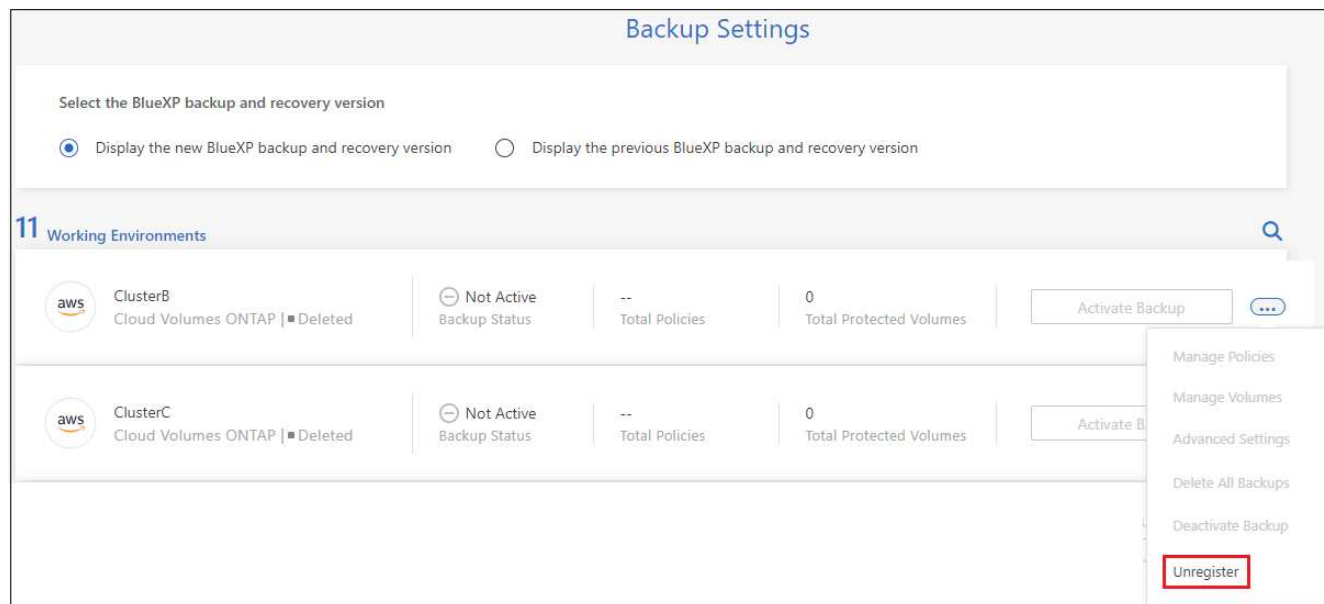 Backup Settings
Select the BlueXP backup and recovery version
Display the new BlueXP backup and recovery version Display the previous BlueXP backup and recovery version
11 Working Environments
aws ClusterB Not Active -- 0 Activate Backup ...
Cloud Volumes ONTAP | Deleted Backup Status Total Policies Total Protected Volumes
Manage Policies
Manage Volumes
aws ClusterC Not Active -- 0 Activate B
Cloud Volumes ONTAP | Deleted Backup Status Total Policies Total Protected Volumes
Advanced Settings
Delete All Backups
Deactivate Backup
Unregister